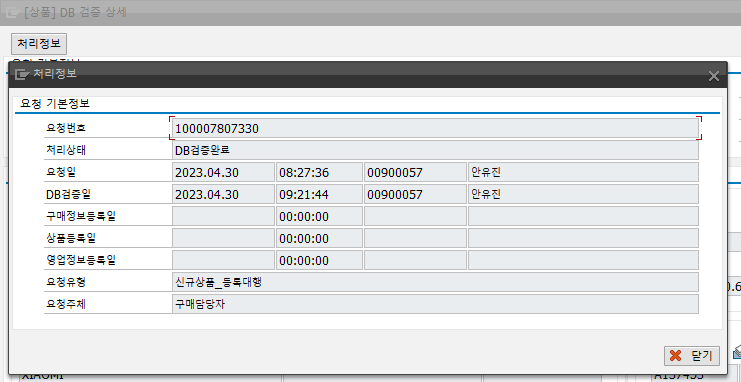 [상품] DB 검증 상세
처리정보
처리정보
요청 기본정보
요청번호 100007807330
처리상태 DB검증완료
요청일 2023.04.30 08:27:36 00900057 안유진
DB검증일 2023.04.30 09:21:44 00900057 안유진
구매정보등록일 00:00:00
상품등록일 00:00:00
영업정보등록일 00:00:00
요청유형 신규상품_등록대행
요청주체 구매담당자
닫기
XIAOMI